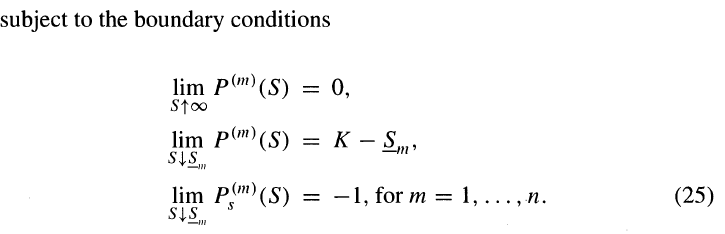 subject to the boundary conditions
lim_{S↑∞} P^{(m)}(S) = 0,
lim_{S↓\underline{S}_m} P^{(m)}(S) = K − \underline{S}_m,
lim_{S↓\underline{S}_m} P_s^{(m)}(S) = −1, for m = 1, . . . , n. (25)